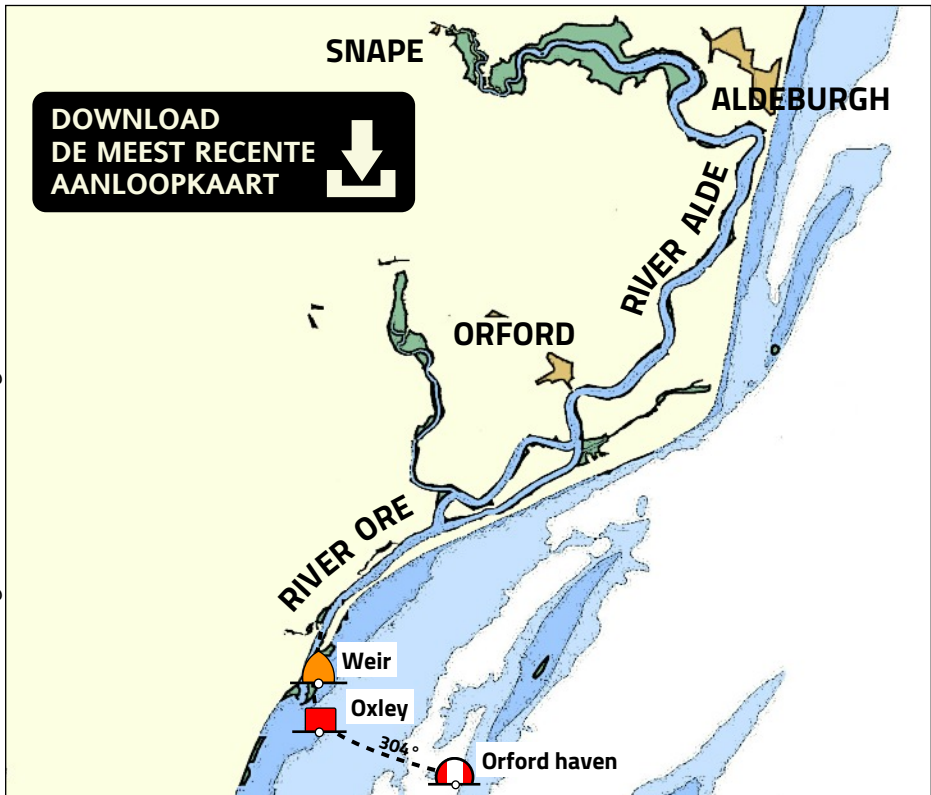 SNAPE
ALDEBURGH
DOWNLOAD
DE MEEST RECENTE
AANLOOPKAART
RIVER ALDE
ORFORD
RIVER ORE
Weir
Oxley
304°
Orford haven